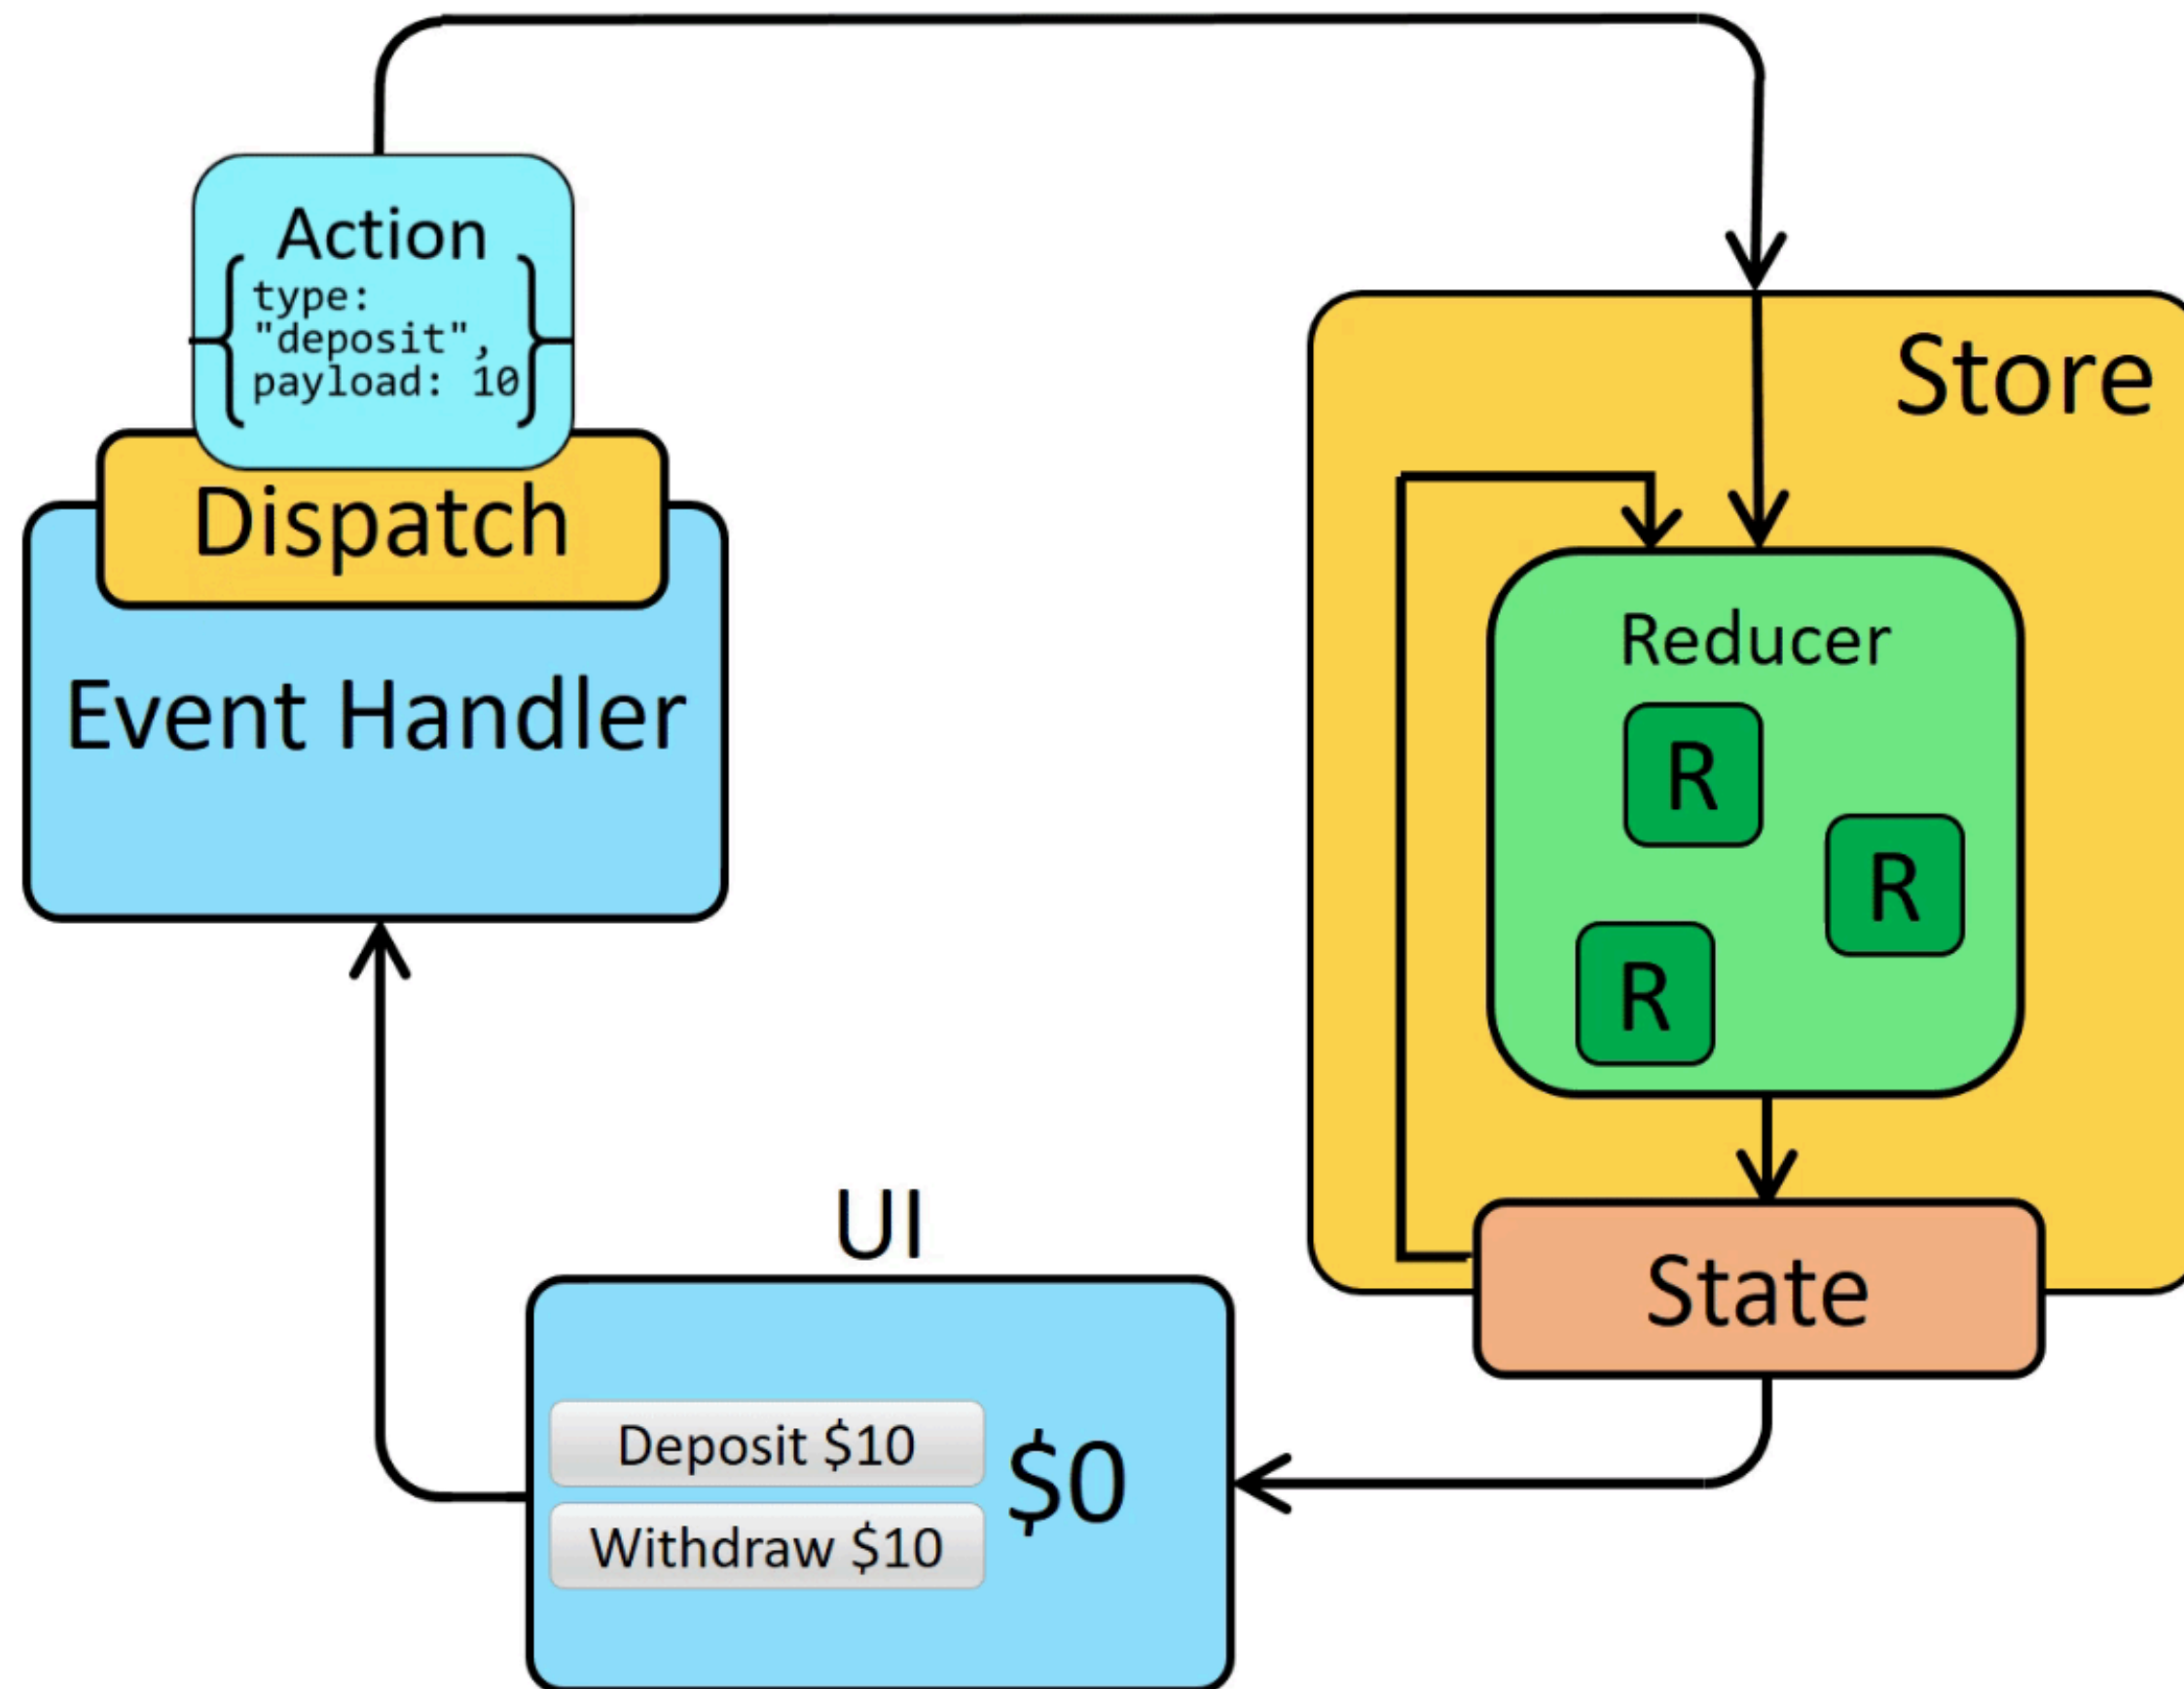 Action
type:
"deposit",
payload: 10
Dispatch
Event Handler
Store
Reducer
R
R
R
State
UI
Deposit $10
$0
Withdraw $10